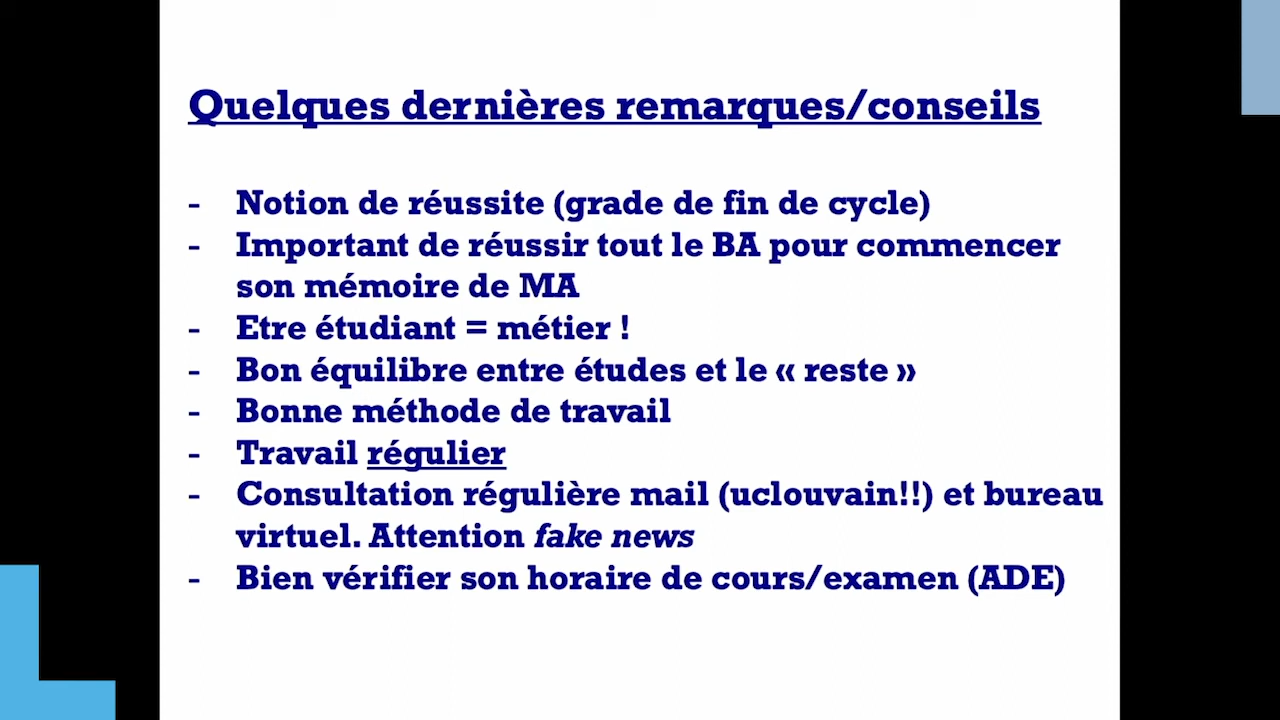 Quelques dernières remarques/conseils
- Notion de réussite (grade de fin de cycle)
- Important de réussir tout le BA pour commencer
son mémoire de MA
- Etre étudiant = métier !
- Bon équilibre entre études et le « reste »
- Bonne méthode de travail
- Travail régulier
- Consultation régulière mail (uclouvain!!) et bureau
virtuel. Attention fake news
- Bien vérifier son horaire de cours/examen (ADE)